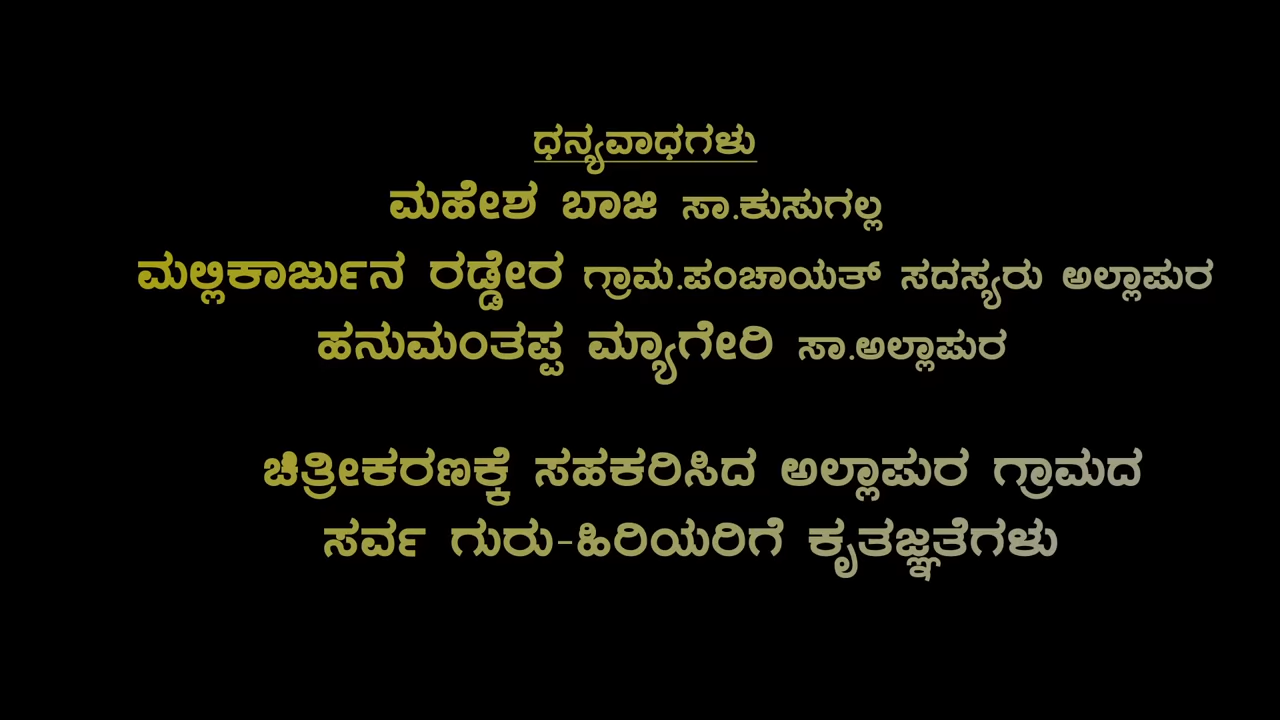 ಧನ್ಯವಾಧಗಳು
ಮಹೇಶ ಬಾಜಿ ಸಾ.ಕುಸುಗಲ್ಲ
ಮಲ್ಲಿಕಾರ್ಜುನ ರಡ್ಡೇರ ಗ್ರಾಮ.ಪಂಚಾಯತ್ ಸದಸ್ಯರು ಅಲ್ಲಾಪುರ
ಹನುಮಂತಪ್ಪ ಮ್ಯಾಗೇರಿ ಸಾ.ಅಲ್ಲಾಪುರ
ಚಿತ್ರೀಕರಣಕ್ಕೆ ಸಹಕರಿಸಿದ ಅಲ್ಲಾಪುರ ಗ್ರಾಮದ
ಸರ್ವ ಗುರು-ಹಿರಿಯರಿಗೆ ಕೃತಜ್ಞತೆಗಳು